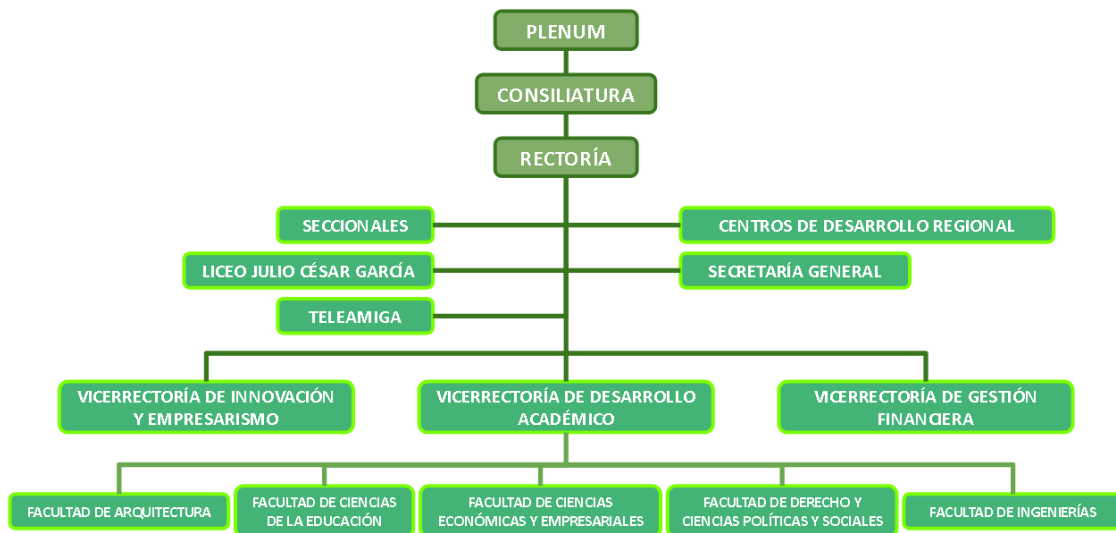 PLENUM
CONSILIATURA
RECTORÍA
SECCIONALES
CENTROS DE DESARROLLO REGIONAL
LICEO JULIO CÉSAR GARCÍA
SECRETARÍA GENERAL
TELEAMIGA
VICERRECTORÍA DE INNOVACIÓN
Y EMPRESARISMO
VICERRECTORÍA DE DESARROLLO
ACADÉMICO
VICERRECTORÍA DE GESTIÓN
FINANCIERA
FACULTAD DE ARQUITECTURA
FACULTAD DE CIENCIAS
DE LA EDUCACIÓN
FACULTAD DE CIENCIAS
ECONÓMICAS Y EMPRESARIALES
FACULTAD DE DERECHO Y
CIENCIAS POLÍTICAS Y SOCIALES
FACULTAD DE INGENIERÍAS